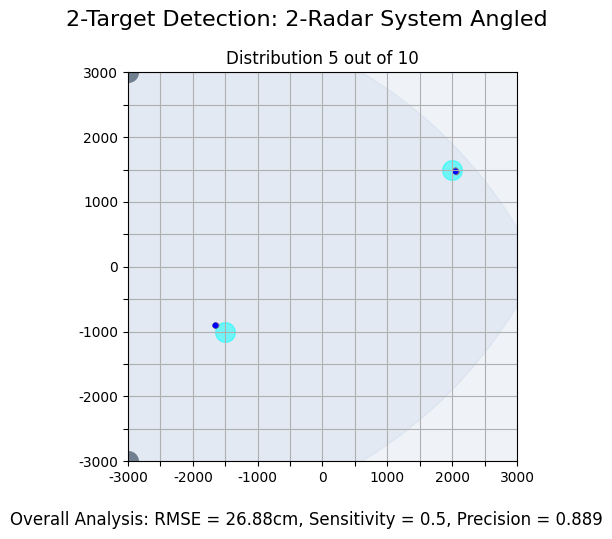 2-Target Detection: 2-Radar System Angled
Distribution 5 out of 10
3000
2000
1000
0
-1000
-2000
-3000
-3000 -2000 -1000 0 1000 2000 3000
Overall Analysis: RMSE = 26.88cm, Sensitivity = 0.5, Precision = 0.889